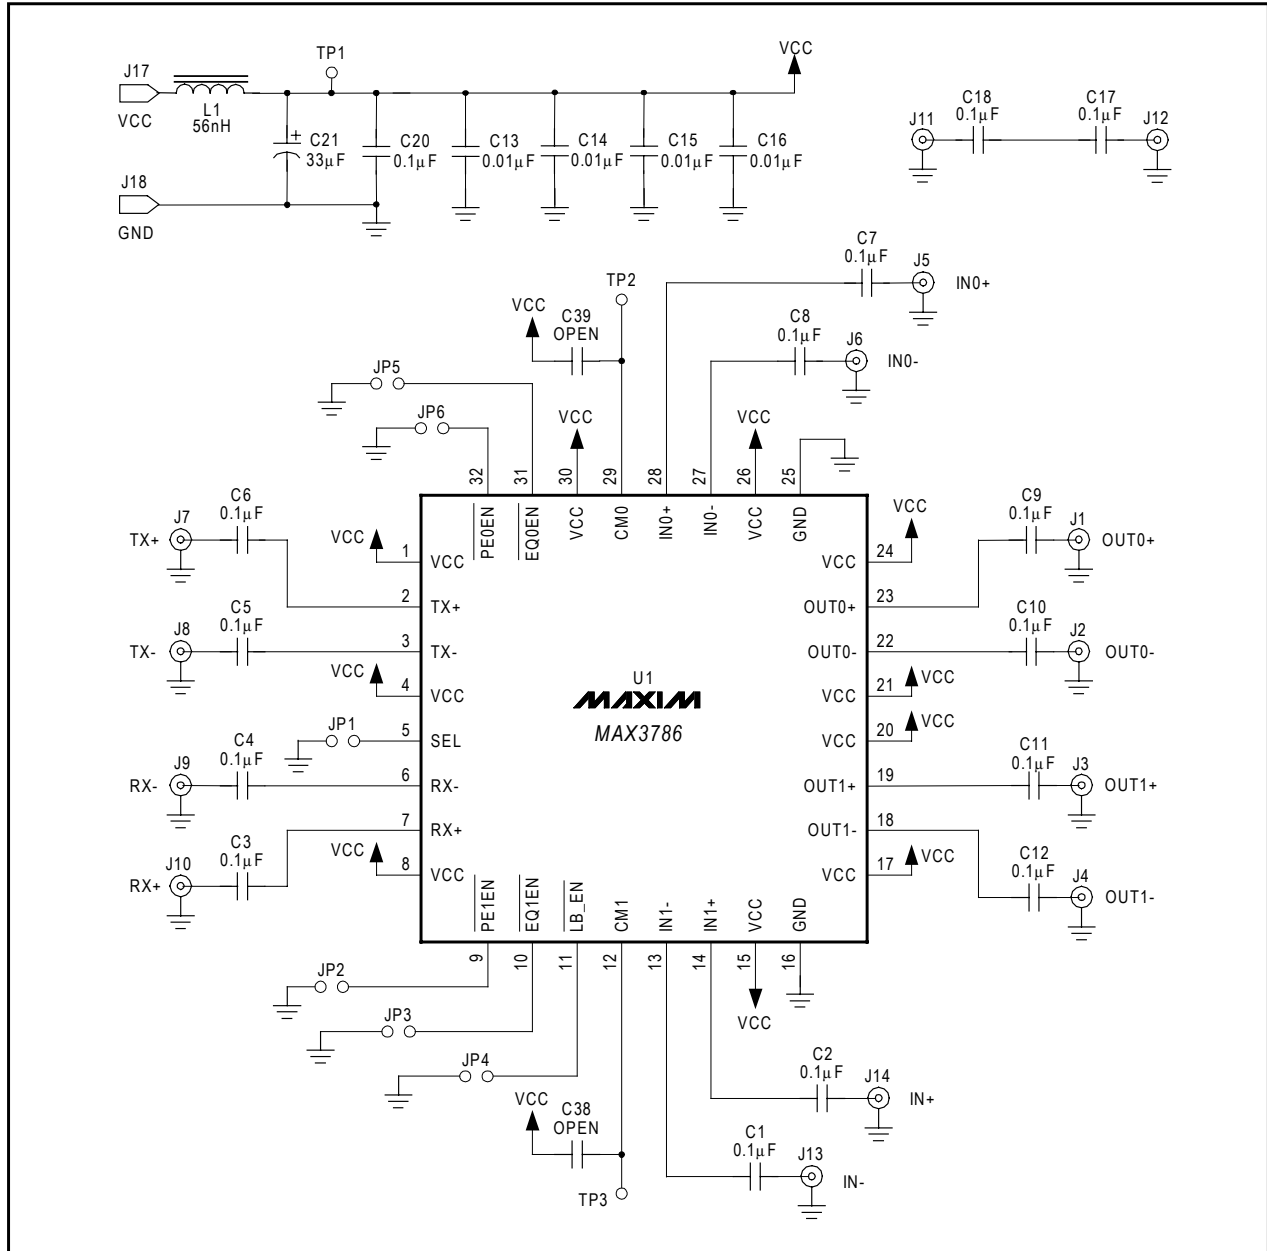 TP1
VCC
J17
VCC
L1
56nH
+
C21
33µF
C20
0.1µF
C13
0.01µF
C14
0.01µF
C15
0.01µF
C16
0.01µF
J18
GND
J11
C18
0.1µF
C17
0.1µF
J12
C7
0.1µF
J5
IN0+
TP2
VCC
C39
OPEN
C8
0.1µF
J6
IN0-
JP5
JP6
VCC
VCC
32
31
30
29
28
27
26
25
PE0EN
EQ0EN
VCC
CM0
IN0+
IN0-
VCC
GND
TX+
J7
C6
0.1µF
VCC
1
VCC
2
TX+
TX-
J8
C5
0.1µF
3
TX-
VCC
4
VCC
JP1
5
SEL
RX-
J9
C4
0.1µF
6
RX-
7
RX+
RX+
J10
C3
0.1µF
VCC
8
VCC
U1
MAXIM
MAX3786
VCC
24
VCC
OUT0+
23
C9
0.1µF
J1
OUT0+
OUT0-
22
C10
0.1µF
J2
OUT0-
VCC
21
VCC
VCC
20
VCC
OUT1+
19
C11
0.1µF
J3
OUT1+
OUT1-
18
VCC
17
VCC
C12
0.1µF
J4
OUT1-
PE1EN
EQ1EN
LB_EN
CM1
IN1-
IN1+
VCC
GND
9
10
11
12
13
14
15
16
JP2
JP3
JP4
VCC
VCC
C38
OPEN
TP3
C2
0.1µF
J14
IN+
C1
0.1µF
J13
IN-